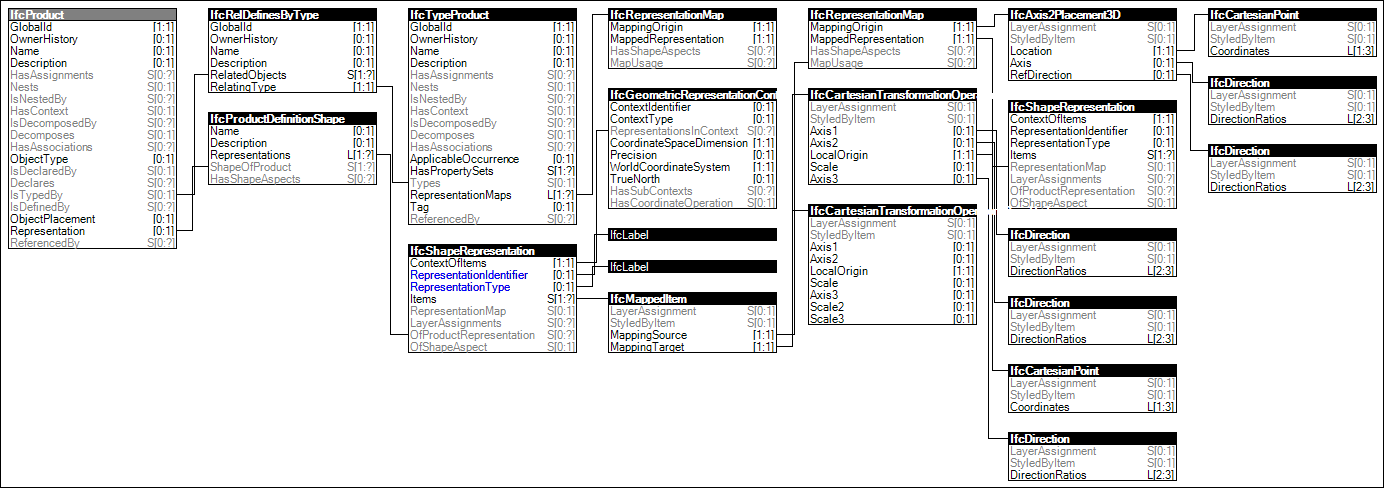 IfcProduct
GlobalId [1:1]
OwnerHistory [0:1]
Name [0:1]
Description [0:1]
HasAssignments S[0:?]
Nests S[0:1]
IsNestedBy S[0:?]
HasContext S[0:1]
IsDecomposedBy S[0:?]
Decomposes S[0:1]
HasAssociations S[0:?]
ObjectType [0:1]
IsDeclaredBy S[0:1]
Declares S[0:?]
IsTypedBy S[0:1]
IsDefinedBy S[0:?]
ObjectPlacement [0:1]
Representation [0:1]
ReferencedBy S[0:?]
IfcRelDefinesByType
GlobalId [1:1]
OwnerHistory [0:1]
Name [0:1]
Description [0:1]
RelatedObjects S[1:?]
RelatingType [1:1]
IfcProductDefinitionShape
Name [0:1]
Description [0:1]
Representations L[1:?]
ShapeOfProduct S[1:?]
HasShapeAspects S[0:?]
IfcTypeProduct
GlobalId [1:1]
OwnerHistory [0:1]
Name [0:1]
Description [0:1]
HasAssignments S[0:?]
Nests S[0:1]
IsNestedBy S[0:?]
HasContext S[0:1]
IsDecomposedBy S[0:?]
Decomposes S[0:1]
HasAssociations S[0:?]
ApplicableOccurrence [0:1]
HasPropertySets S[1:?]
Types S[0:1]
RepresentationMaps L[1:?]
Tag [0:1]
ReferencedBy S[0:?]
IfcShapeRepresentation
ContextOfItems [1:1]
RepresentationIdentifier [0:1]
RepresentationType [0:1]
Items S[1:?]
RepresentationMap S[0:1]
LayerAssignments S[0:?]
OfProductRepresentation S[0:?]
OfShapeAspect S[0:1]
IfcRepresentationMap
MappingOrigin [1:1]
MappedRepresentation [1:1]
HasShapeAspects S[0:?]
MapUsage S[0:?]
IfcGeometricRepresentationCont
ContextIdentifier [0:1]
ContextType [0:1]
RepresentationsInContext S[0:?]
CoordinateSpaceDimension [1:1]
Precision [0:1]
WorldCoordinateSystem [1:1]
TrueNorth [0:1]
HasSubContexts S[0:?]
HasCoordinateOperation S[0:1]
IfcLabel
IfcLabel
IfcMappedItem
LayerAssignment S[0:1]
StyledByItem S[0:1]
MappingSource [1:1]
MappingTarget [1:1]
IfcRepresentationMap
MappingOrigin [1:1]
MappedRepresentation [1:1]
HasShapeAspects S[0:?]
MapUsage S[0:?]
IfcCartesianTransformationOper
LayerAssignment S[0:1]
StyledByItem S[0:1]
Axis1 [0:1]
Axis2 [0:1]
LocalOrigin [1:1]
Scale [0:1]
Axis3 [0:1]
IfcCartesianTransformationOper
LayerAssignment S[0:1]
StyledByItem S[0:1]
Axis1 [0:1]
Axis2 [0:1]
LocalOrigin [1:1]
Scale [0:1]
Axis3 [0:1]
Scale2 [0:1]
Scale3 [0:1]
IfcAxis2Placement3D
LayerAssignment S[0:1]
StyledByItem S[0:1]
Location [1:1]
Axis [0:1]
RefDirection [0:1]
IfcShapeRepresentation
ContextOfItems [1:1]
RepresentationIdentifier [0:1]
RepresentationType [0:1]
Items S[1:?]
RepresentationMap S[0:1]
LayerAssignments S[0:?]
OfProductRepresentation S[0:?]
OfShapeAspect S[0:1]
IfcDirection
LayerAssignment S[0:1]
StyledByItem S[0:1]
DirectionRatios L[2:3]
IfcDirection
LayerAssignment S[0:1]
StyledByItem S[0:1]
DirectionRatios L[2:3]
IfcCartesianPoint
LayerAssignment S[0:1]
StyledByItem S[0:1]
Coordinates L[1:3]
IfcDirection
LayerAssignment S[0:1]
StyledByItem S[0:1]
DirectionRatios L[2:3]
IfcCartesianPoint
LayerAssignment S[0:1]
StyledByItem S[0:1]
Coordinates L[1:3]
IfcDirection
LayerAssignment S[0:1]
StyledByItem S[0:1]
DirectionRatios L[2:3]
IfcDirection
LayerAssignment S[0:1]
StyledByItem S[0:1]
DirectionRatios L[2:3]